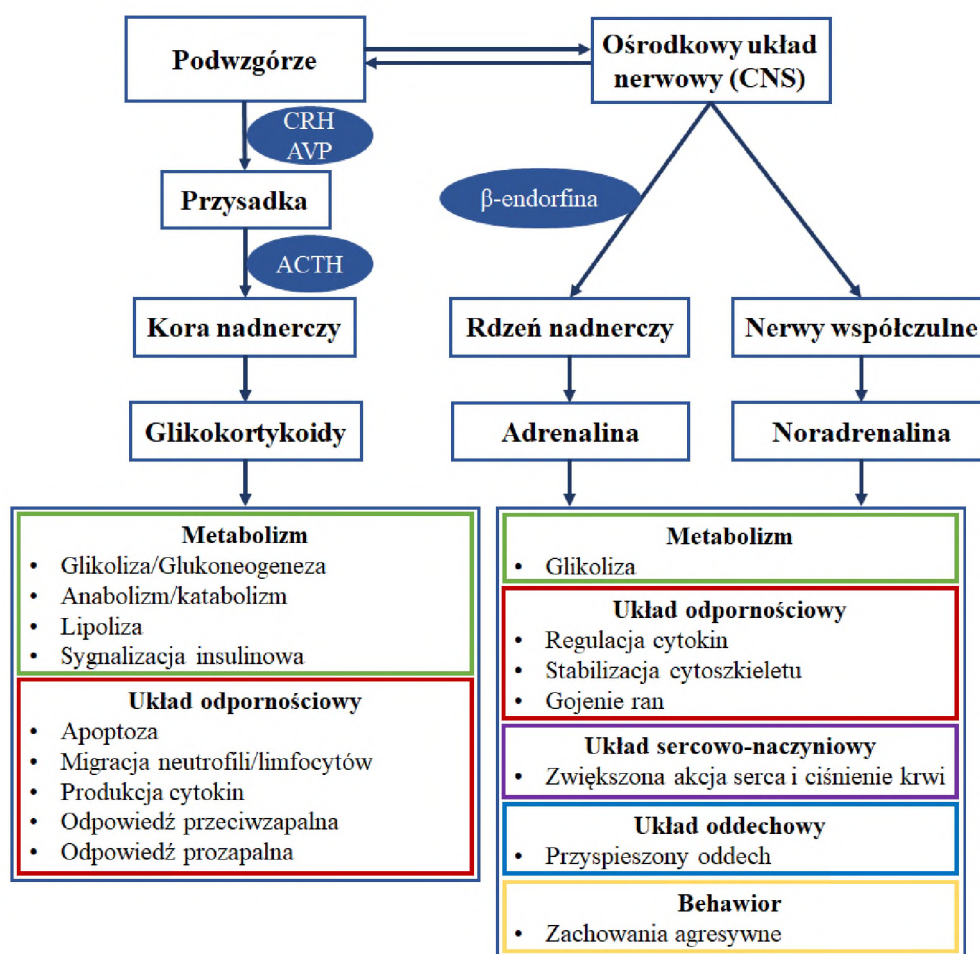 Podwzgórze
Ośrodkowy układ
nerwowy (CNS)
CRH
AVP
Przysadka
β-endorfina
ACTH
Kora nadnerczy
Rdzeń nadnerczy
Nerwy współczulne
Glikokortykoidy
Adrenalina
Noradrenalina
Metabolizm
• Glikoliza/Glukoneogeneza
• Anabolizm/katabolizm
• Lipoliza
• Sygnalizacja insulinowa
Układ odpornościowy
• Apoptoza
• Migracja neutrofili/limfocytów
• Produkcja cytokin
• Odpowiedź przeciwzapalna
• Odpowiedź prozapalna
Metabolizm
• Glikoliza
Układ odpornościowy
• Regulacja cytokin
• Stabilizacja cytoszkieletu
• Gojenie ran
Układ sercowo-naczyniowy
• Zwiększona akcja serca i ciśnienie krwi
Układ oddechowy
• Przyspieszony oddech
Behawior
• Zachowania agresywne